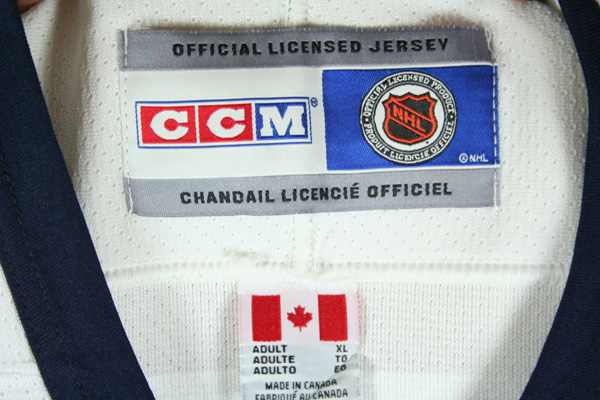 OFFICIAL LICENSED JERSEY
CCM®
OFFICIAL LICENSED PRODUCT
NHL
PRODUIT LICENCIÉ OFFICIEL
© NHL
CHANDAIL LICENCIÉ OFFICIEL
ADULT XL
ADULTE TG
ADULTO EG
MADE IN CANADA
FABRIQUÉ AU CANADA